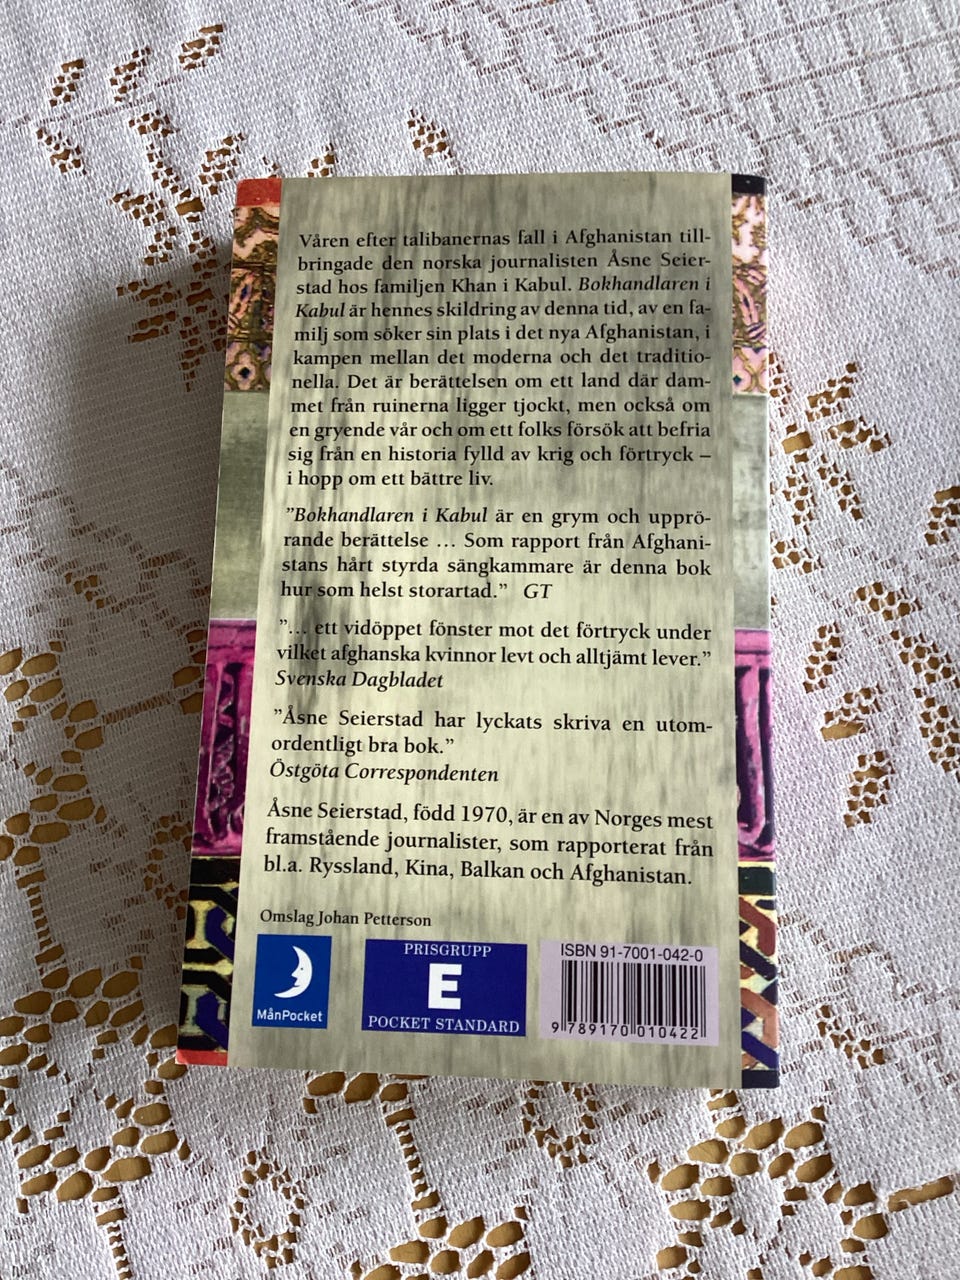 Våren efter talibanernas fall i Afghanistan till-
bringade den norska journalisten Åsne Seier-
stad hos familjen Khan i Kabul. Bokhandlaren i
Kabul är hennes skildring av denna tid, av en fa-
milj som söker sin plats i det nya Afghanistan, i
kampen mellan det moderna och det traditio-
nella. Det är berättelsen om ett land där dam-
met från ruinerna ligger tjockt, men också om
en gryende vår och om ett folks försök att befria
sig från en historia fylld av krig och förtryck –
i hopp om ett bättre liv.
”Bokhandlaren i Kabul är en grym och upprö-
rande berättelse ... Som rapport från Afghani-
stans hårt styrda sängkammare är denna bok
hur som helst storartad.” GT
”... ett vidöppet fönster mot det förtryck under
vilket afghanska kvinnor levt och alltjämt lever.”
Svenska Dagbladet
”Åsne Seierstad har lyckats skriva en utom-
ordentligt bra bok.”
Östgöta Correspondenten
Åsne Seierstad, född 1970, är en av Norges mest
framstående journalister, som rapporterat från
bl.a. Ryssland, Kina, Balkan och Afghanistan.
Omslag Johan Petterson
MånPocket
PRISGRUPP
E
POCKET STANDARD
ISBN 91-7001-042-0
9 789170 010422